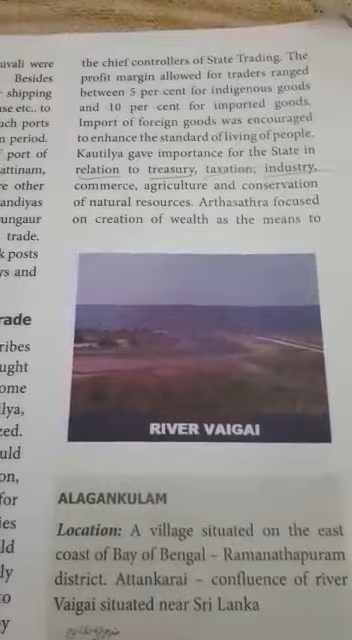 uvali were
Besides
shipping
use etc., to
uch ports
n period.
port of
attinam,
re other
andiyas
ungaur
trade.
k posts
ys and
rade
ribes
ught
ome
ilya,
zed.
uld
on,
for
ies
ld
ly
to
by
the chief controllers of State Trading. The
profit margin allowed for traders ranged
between 5 per cent for indigenous goods
and 10 per cent for imported goods.
Import of foreign goods was encouraged
to enhance the standard of living of people.
Kautilya gave importance for the State in
relation to treasury, taxation, industry,
commerce, agriculture and conservation
of natural resources. Arthasathra focused
on creation of wealth as the means to
RIVER VAIGAI
ALAGANKULAM
Location: A village situated on the east
coast of Bay of Bengal – Ramanathapuram
district. Attankarai – confluence of river
Vaigai situated near Sri Lanka